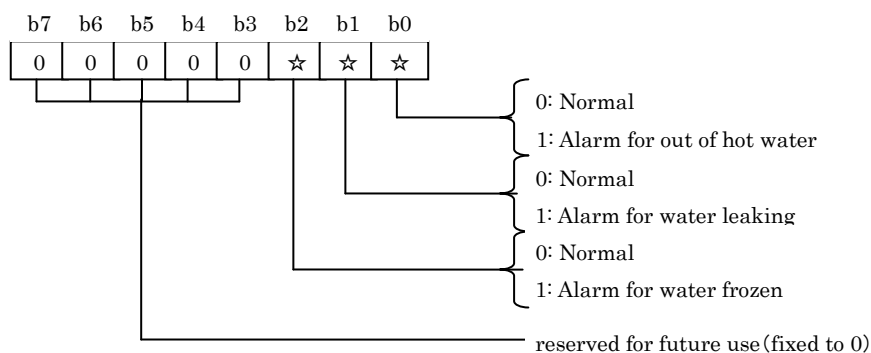 b7 b6 b5 b4 b3 b2 b1 b0
0 0 0 0 0 ☆ ☆ ☆
0: Normal
1: Alarm for out of hot water
0: Normal
1: Alarm for water leaking
0: Normal
1: Alarm for water frozen
reserved for future use(fixed to 0)